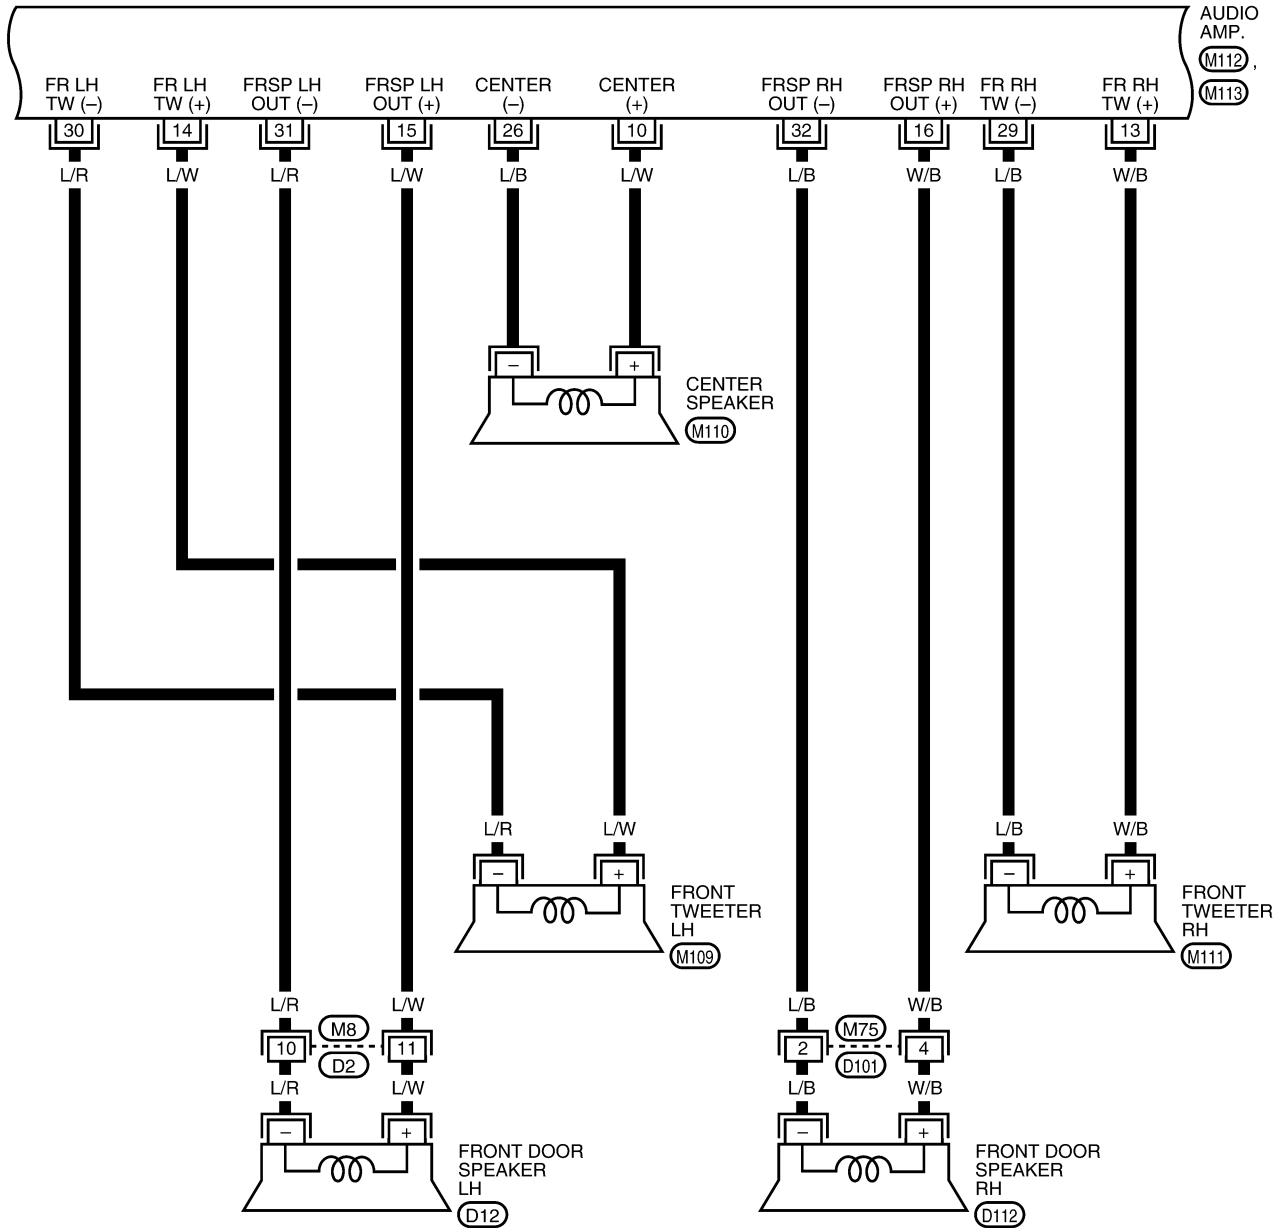 AUDIO
AMP.
M112 ,
M113
FR LH
TW (–)
FR LH
TW (+)
FRSP LH
OUT (–)
FRSP LH
OUT (+)
CENTER
(–)
CENTER
(+)
FRSP RH
OUT (–)
FRSP RH
OUT (+)
FR RH
TW (–)
FR RH
TW (+)
30 14 31 15 26 10 32 16 29 13
L/R L/W L/R L/W L/B L/W L/B W/B L/B W/B
– +
CENTER
SPEAKER
M110
L/R L/W L/B W/B
– + – +
FRONT
TWEETER
LH
M109
FRONT
TWEETER
RH
M111
L/R L/W L/B W/B
10 M8 11 2 M75 4
D2 D101
L/R L/W L/B W/B
– + – +
FRONT DOOR
SPEAKER
LH
D12
FRONT DOOR
SPEAKER
RH
D112